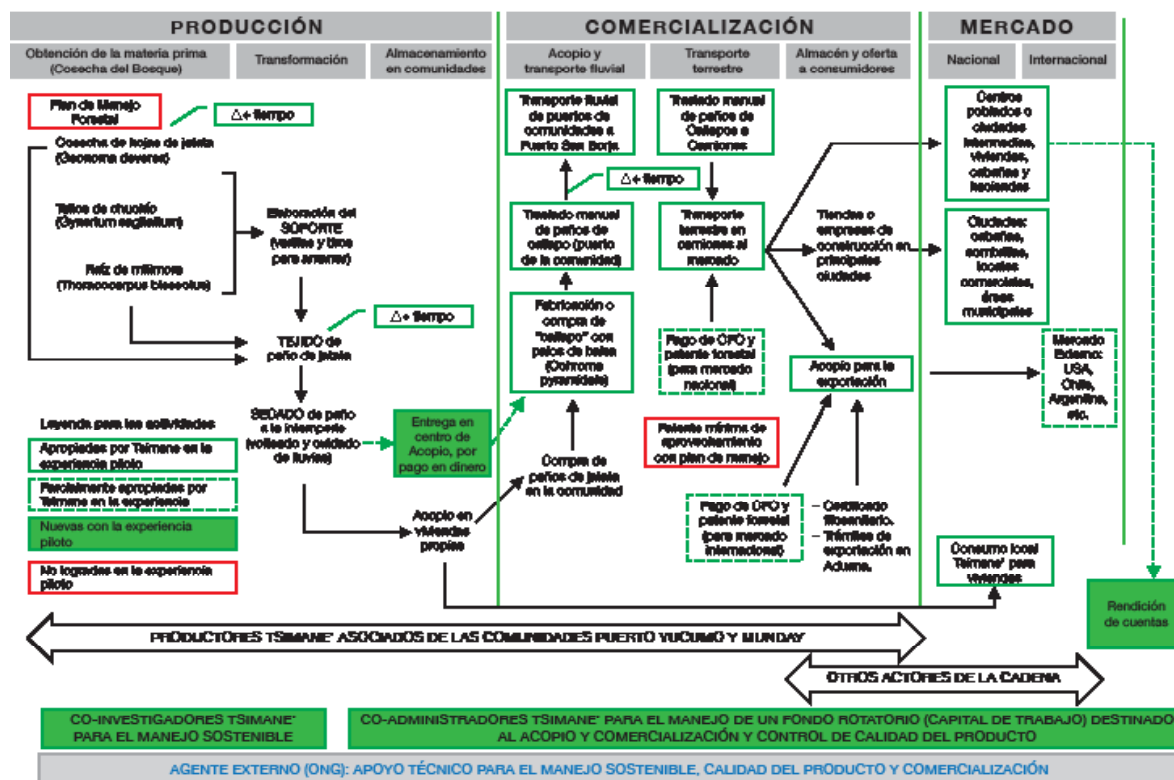 PRODUCCIÓN
COMERCIALIZACIÓN
MERCADO
Obtención de la materia prima
(Cosecha del Bosque)
Transformación
Almacenamiento
en comunidades
Acopio y
transporte fluvial
Transporte
terrestre
Almacén y oferta
a consumidores
Nacional
Internacional
Plan de Manejo
Forestal
△+ tiempo
Cosecha de hojas de jatata
(Geonoma deversa)
Tallos de chuchío
(Gynerium sagittatum)
Raíz de mitimora
(Thoracocarpus bissectus)
Elaboración del
SOPORTE
(varillas y tiras
para amarrar)
△+ tiempo
TEJIDO de
paño de jatata
SECADO de paño
a la intemperie
(volteado y cuidado
de lluvias)
Entrega en
centro de
Acopio, por
pago en dinero
Acopio en
viviendas
propias
Leyenda para las actividades
Apropiadas por Tsimane en la
experiencia piloto
Parcialmente apropiadas por
Tsimane en la experiencia
Nuevas con la experiencia
piloto
No logradas en la experiencia
piloto
Transporte fluvial
de puertos de
comunidades a
Puerto San Borja
△+ tiempo
Traslado manual
de paños de
callapo (puerto
de la comunidad)
Fabricación o
compra de
"callapo" con
palos de balsa
(Ochroma
pyramidale)
Compra de
paños de jatata
en la comunidad
Traslado manual
de paños de
Callapos a
Camiones
Transporte
terrestre en
camiones al
mercado
Pago de CFO y
patente forestal
(para mercado
nacional)
Patente mínima de
aprovechamiento
con plan de manejo
Pago de CFO y
patente forestal
(para mercado
internacional)
Tiendas o
empresas de
construcción en
principales
ciudades
Acopio para la
exportación
– Certificado
fitosanitario.
– Trámites de
exportación en
Aduana.
Centros
poblados o
ciudades
intermedias,
viviendas,
cabañas y
haciendas
Ciudades:
cabañas,
sombrillas,
locales
comerciales,
áreas
municipales
Mercado
Externo:
USA,
Chile,
Argentina,
etc.
Consumo local
Tsimane' para
viviendas
Rendición
de cuentas
PRODUCTORES TSIMANE' ASOCIADOS DE LAS COMUNIDADES PUERTO YUCUMO Y MUNDAY
OTROS ACTORES DE LA CADENA
CO-INVESTIGADORES TSIMANE'
PARA EL MANEJO SOSTENIBLE
CO-ADMINISTRADORES TSIMANE' PARA EL MANEJO DE UN FONDO ROTATORIO (CAPITAL DE TRABAJO) DESTINADO
AL ACOPIO Y COMERCIALIZACIÓN Y CONTROL DE CALIDAD DEL PRODUCTO
AGENTE EXTERNO (ONG): APOYO TÉCNICO PARA EL MANEJO SOSTENIBLE, CALIDAD DEL PRODUCTO Y COMERCIALIZACIÓN